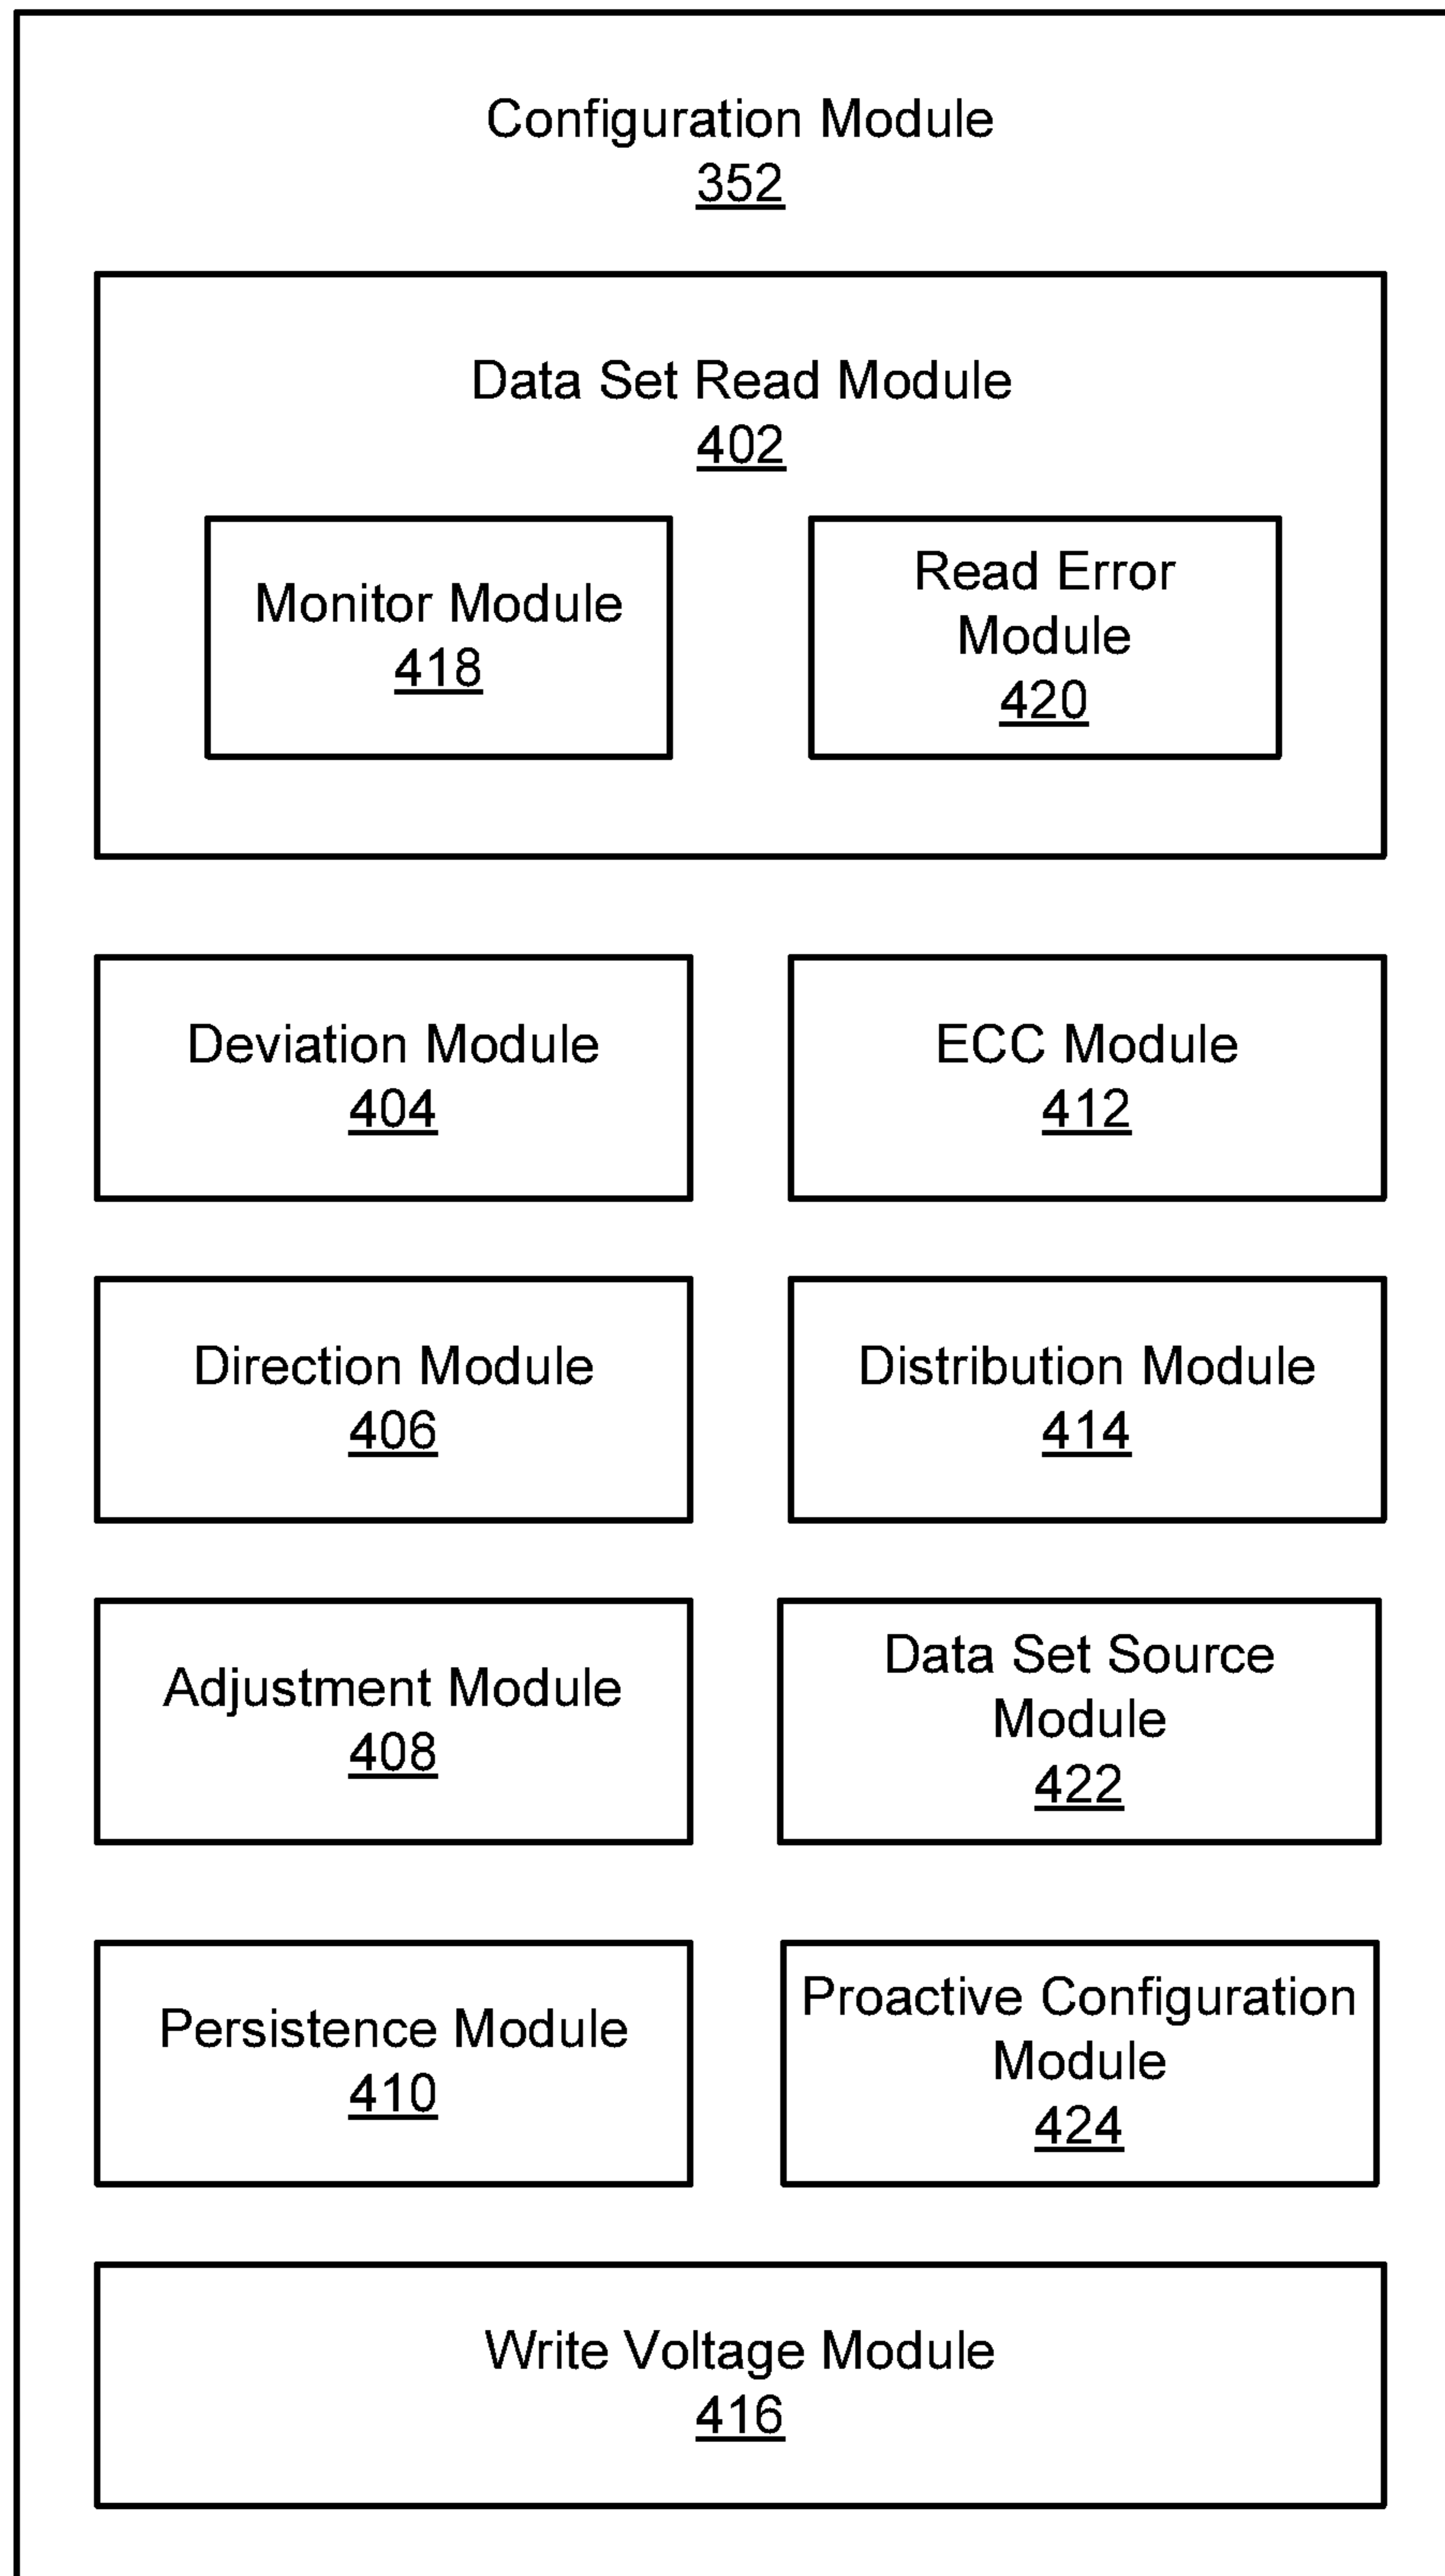 Configuration Module
352
Data Set Read Module
402
Monitor Module
418
Read Error
Module
420
Deviation Module
404
ECC Module
412
Direction Module
406
Distribution Module
414
Adjustment Module
408
Data Set Source
Module
422
Persistence Module
410
Proactive Configuration
Module
424
Write Voltage Module
416